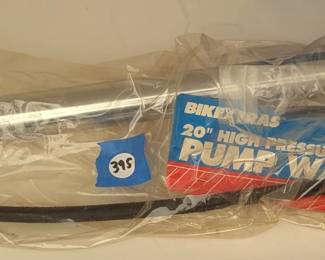 BIKEXTRAS
20" HIGH PRESSU
PUMP W
395